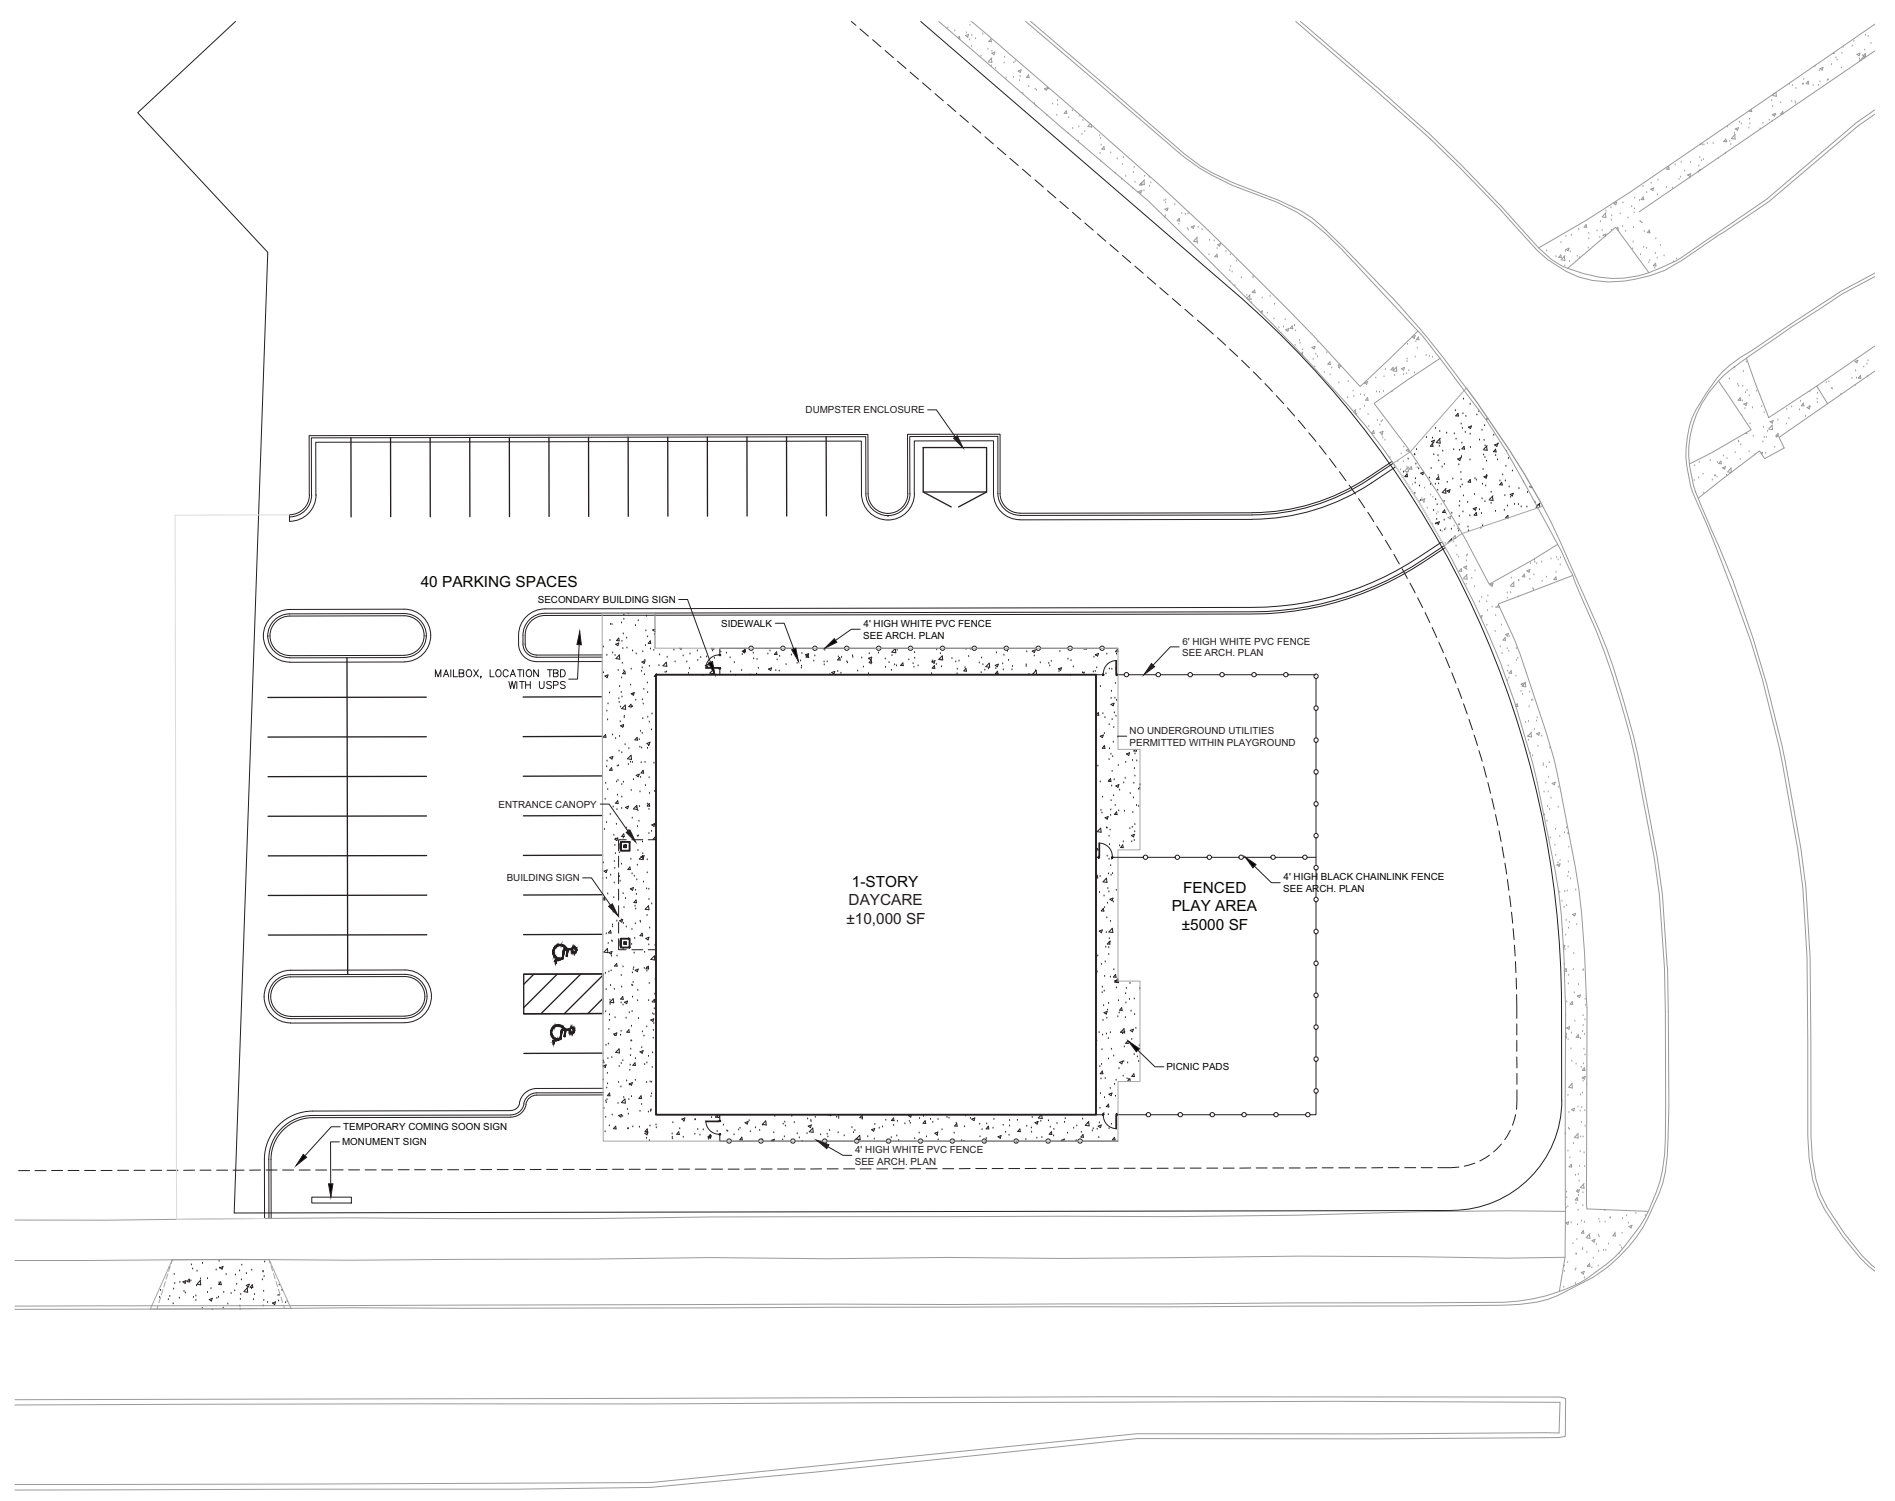 DUMPSTER ENCLOSURE
40 PARKING SPACES
SECONDARY BUILDING SIGN
SIDEWALK
4' HIGH WHITE PVC FENCE
SEE ARCH. PLAN
6' HIGH WHITE PVC FENCE
SEE ARCH. PLAN
MAILBOX, LOCATION TBD
WITH USPS
NO UNDERGROUND UTILITIES
PERMITTED WITHIN PLAYGROUND
ENTRANCE CANOPY
BUILDING SIGN
1-STORY
DAYCARE
±10,000 SF
FENCED
PLAY AREA
±5000 SF
4' HIGH BLACK CHAINLINK FENCE
SEE ARCH. PLAN
PICNIC PADS
TEMPORARY COMING SOON SIGN
MONUMENT SIGN
4' HIGH WHITE PVC FENCE
SEE ARCH. PLAN